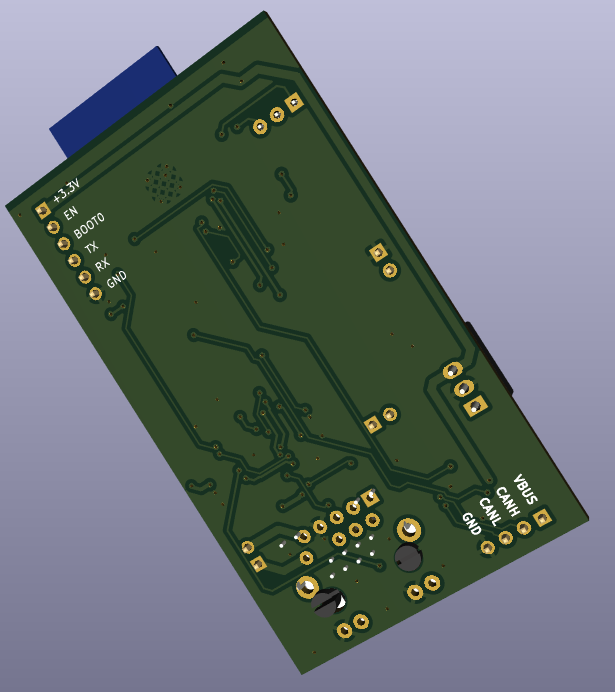 +3.3V
EN
BOOT0
TX
RX
GND
VBUS
CANH
CANL
GND